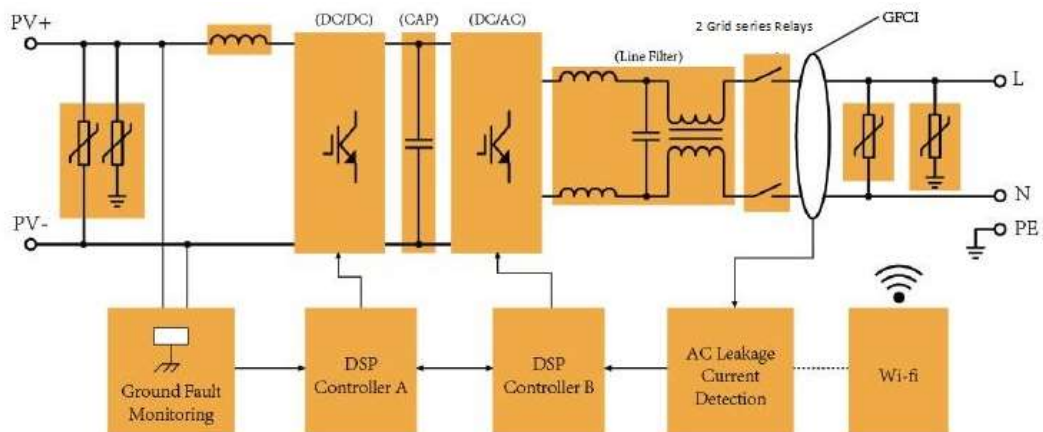 PV+
(DC/DC)
(CAP)
(DC/AC)
2 Grid series Relays
GFCI
(Line Filter)
L
N
PV-
PE
Ground Fault
Monitoring
DSP
Controller A
DSP
Controller B
AC Leakage
Current
Detection
Wi-fi